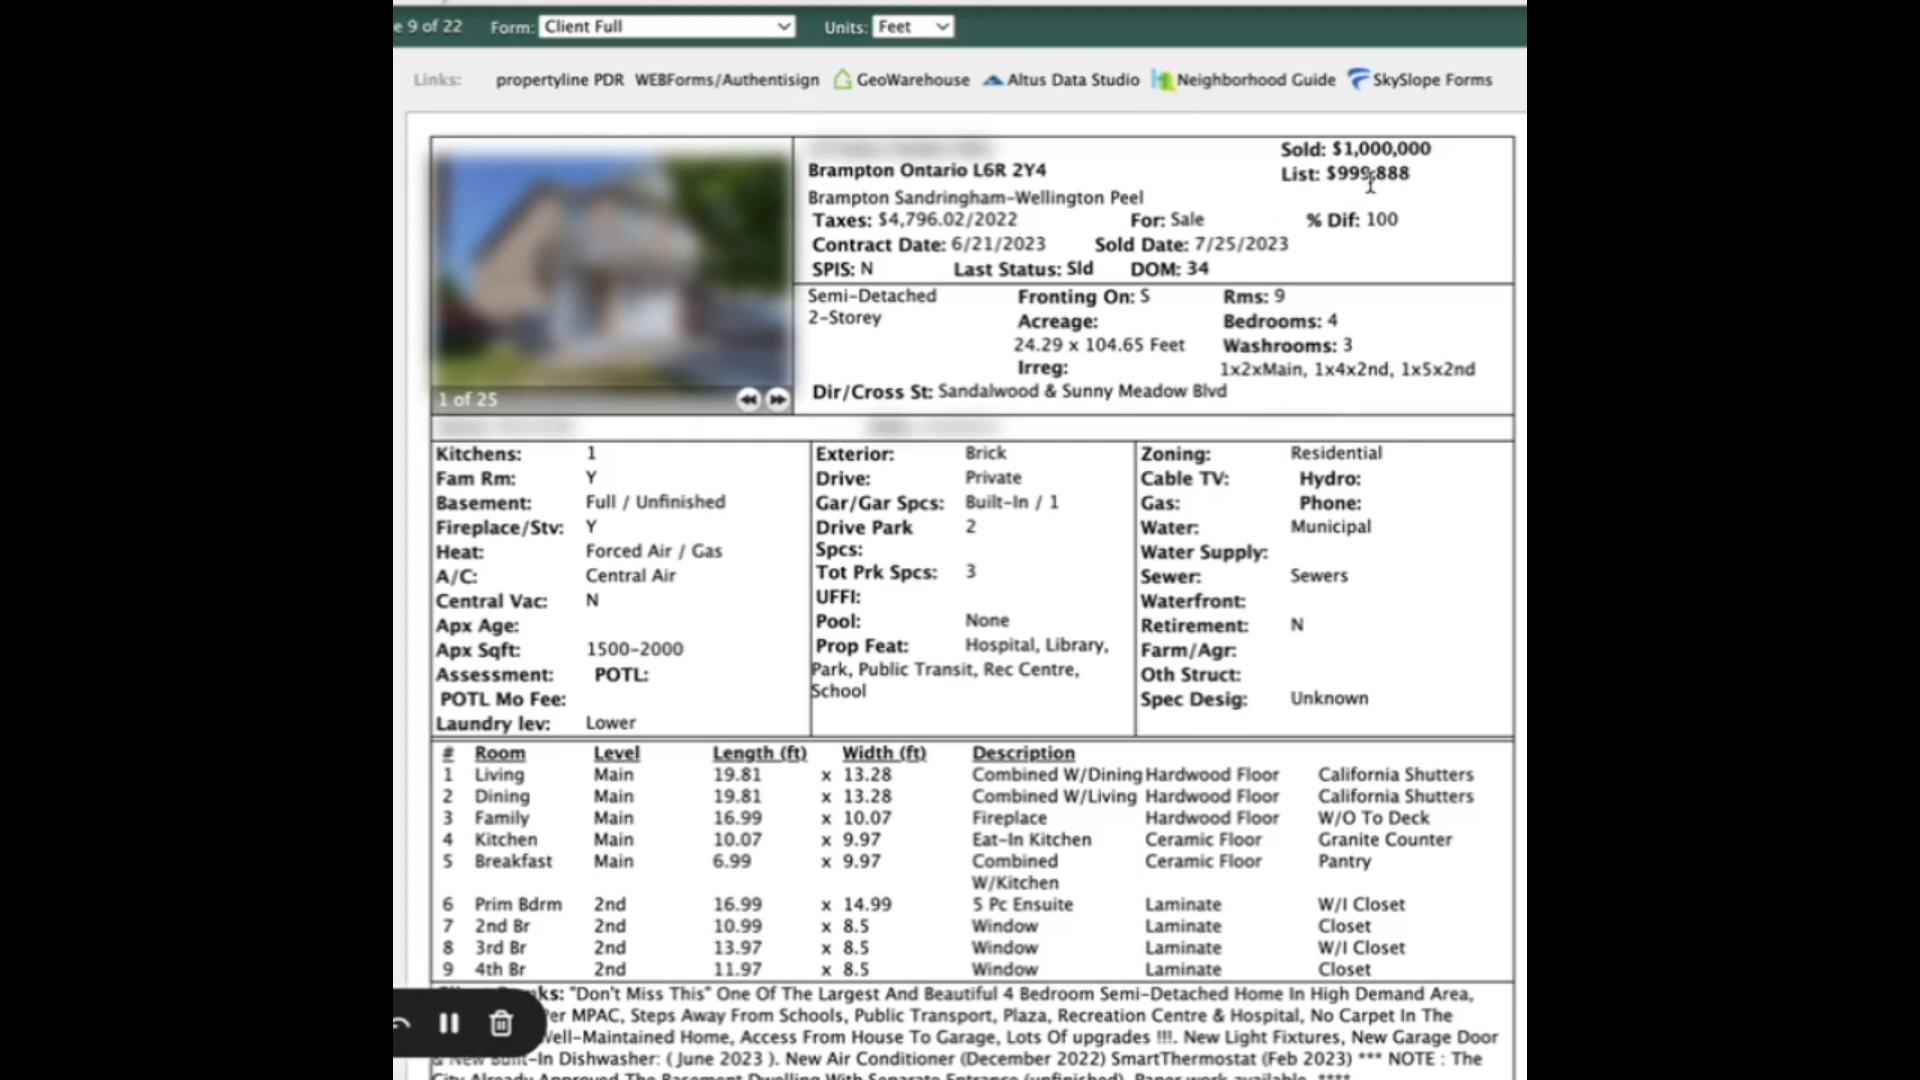 e 9 of 22 Form: Client Full Units: Feet
Links: propertyline PDR WEBForms/Authentisign GeoWarehouse Altus Data Studio Neighborhood Guide SkySlope Forms
Sold: $1,000,000
Brampton Ontario L6R 2Y4 List: $999,888
Brampton Sandringham-Wellington Peel
Taxes: $4,796.02/2022 For: Sale % Dif: 100
Contract Date: 6/21/2023 Sold Date: 7/25/2023
SPIS: N Last Status: Sld DOM: 34
Semi-Detached Fronting On: S Rms: 9
2-Storey Acreage: Bedrooms: 4
24.29 x 104.65 Feet Washrooms: 3
Irreg: 1x2xMain, 1x4x2nd, 1x5x2nd
Dir/Cross St: Sandalwood & Sunny Meadow Blvd
1 of 25
Kitchens: 1
Fam Rm: Y
Basement: Full / Unfinished
Fireplace/Stv: Y
Heat: Forced Air / Gas
A/C: Central Air
Central Vac: N
Apx Age:
Apx Sqft: 1500-2000
Assessment: POTL:
POTL Mo Fee:
Laundry lev: Lower
Exterior: Brick
Drive: Private
Gar/Gar Spcs: Built-In / 1
Drive Park 2
Spcs:
Tot Prk Spcs: 3
UFFI:
Pool: None
Prop Feat: Hospital, Library,
Park, Public Transit, Rec Centre,
School
Zoning: Residential
Cable TV: Hydro:
Gas: Phone:
Water: Municipal
Water Supply:
Sewer: Sewers
Waterfront:
Retirement: N
Farm/Agr:
Oth Struct:
Spec Desig: Unknown
# Room Level Length (ft) Width (ft) Description
1 Living Main 19.81 x 13.28 Combined W/Dining Hardwood Floor California Shutters
2 Dining Main 19.81 x 13.28 Combined W/Living Hardwood Floor California Shutters
3 Family Main 16.99 x 10.07 Fireplace Hardwood Floor W/O To Deck
4 Kitchen Main 10.07 x 9.97 Eat-In Kitchen Ceramic Floor Granite Counter
5 Breakfast Main 6.99 x 9.97 Combined Ceramic Floor Pantry
W/Kitchen
6 Prim Bdrm 2nd 16.99 x 14.99 5 Pc Ensuite Laminate W/I Closet
7 2nd Br 2nd 10.99 x 8.5 Window Laminate Closet
8 3rd Br 2nd 13.97 x 8.5 Window Laminate W/I Closet
9 4th Br 2nd 11.97 x 8.5 Window Laminate Closet
ks: "Don't Miss This" One Of The Largest And Beautiful 4 Bedroom Semi-Detached Home In High Demand Area,
Per MPAC, Steps Away From Schools, Public Transport, Plaza, Recreation Centre & Hospital, No Carpet In The
Well-Maintained Home, Access From House To Garage, Lots Of upgrades !!!. New Light Fixtures, New Garage Door
& New Built-In Dishwasher: ( June 2023 ). New Air Conditioner (December 2022) SmartThermostat (Feb 2023) *** NOTE : The
City Already Approved The Basement Dwelling With Separate Entrance (unfinished). Paper work available. ****